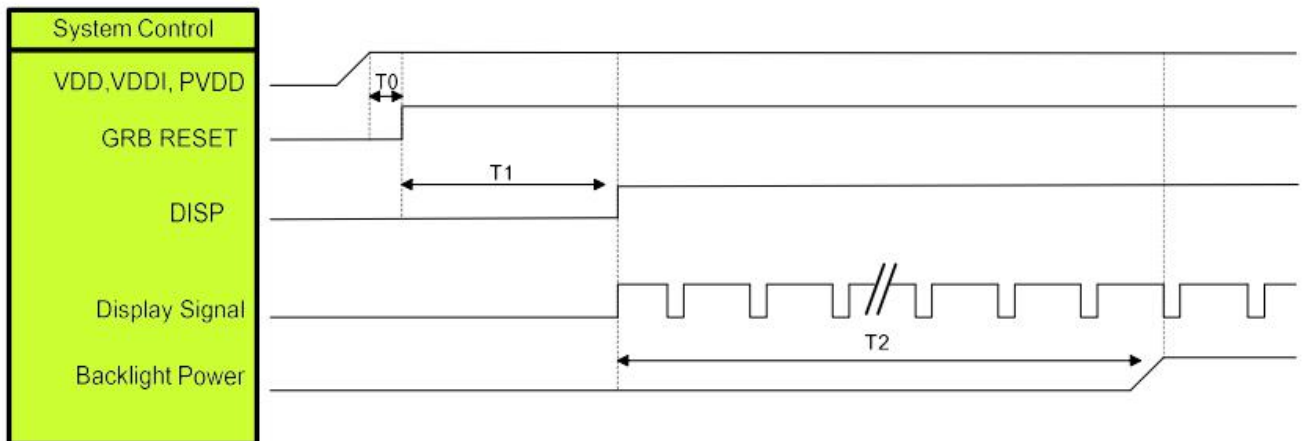 System Control
VDD,VDDI, PVDD
T0
GRB RESET
T1
DISP
Display Signal
T2
Backlight Power